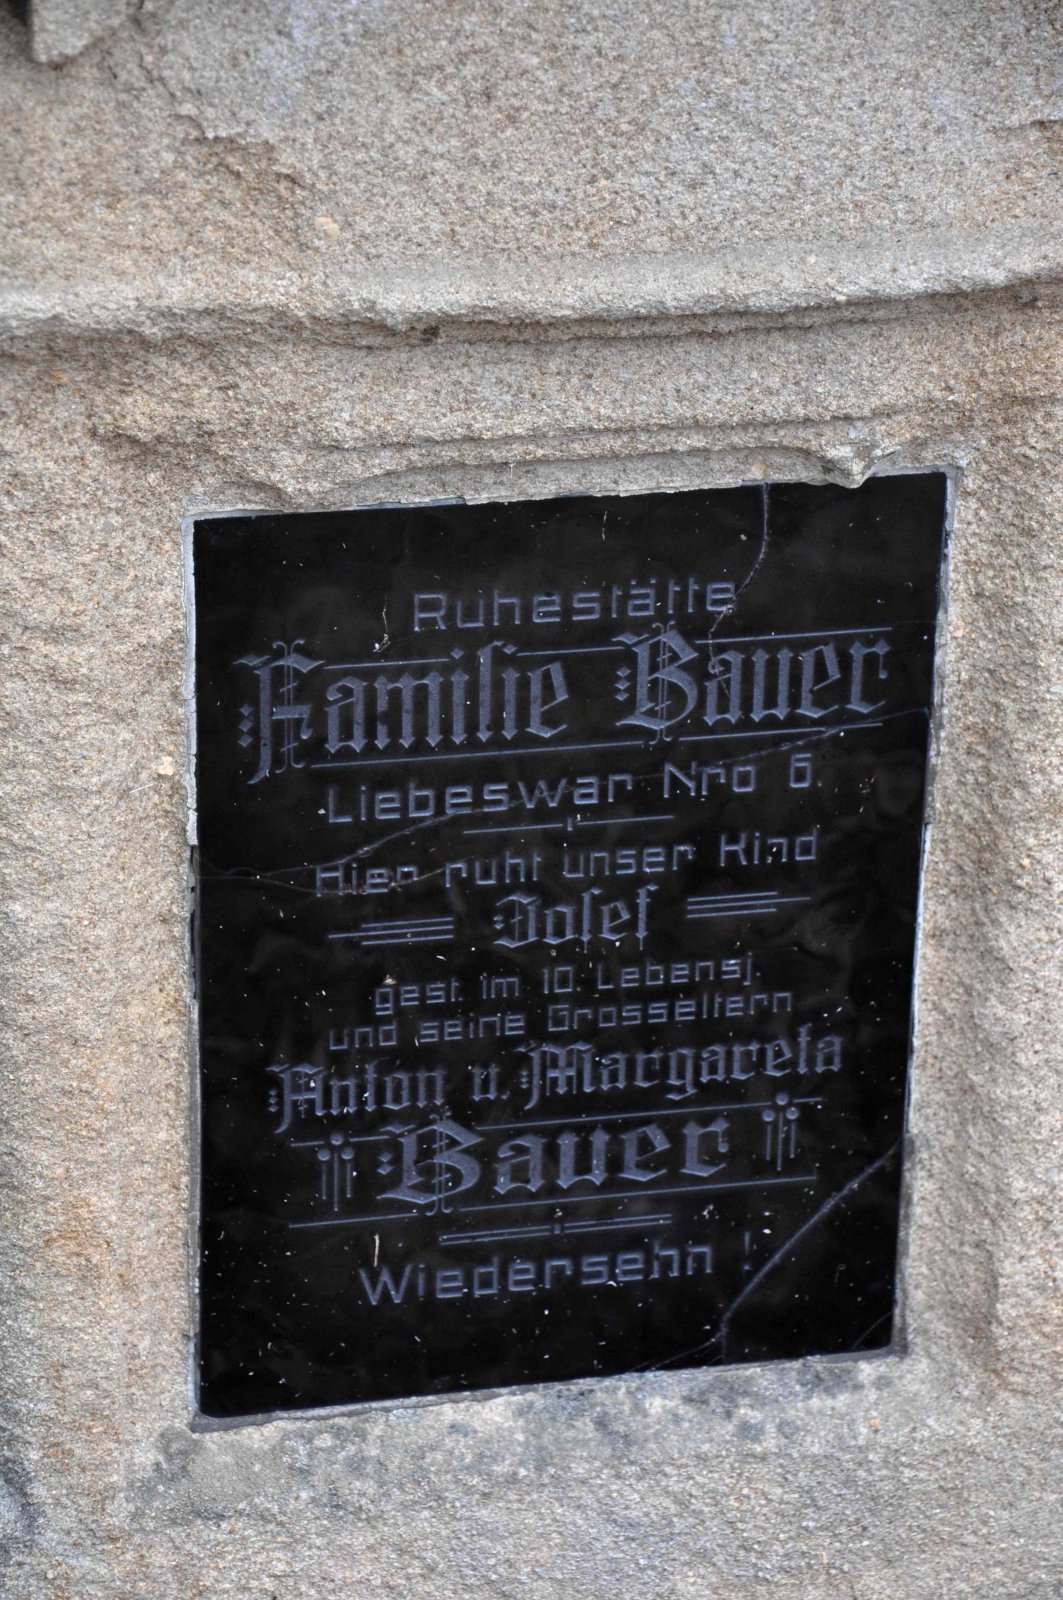 Ruhestätte
Familie Bauer
Liebeswar Nro 6.
Hier ruht unser Kind
Josef
gest. im 10. Lebensj.
und seine Grosseltern
Anton u. Margareta
Bauer
Wiedersehn !